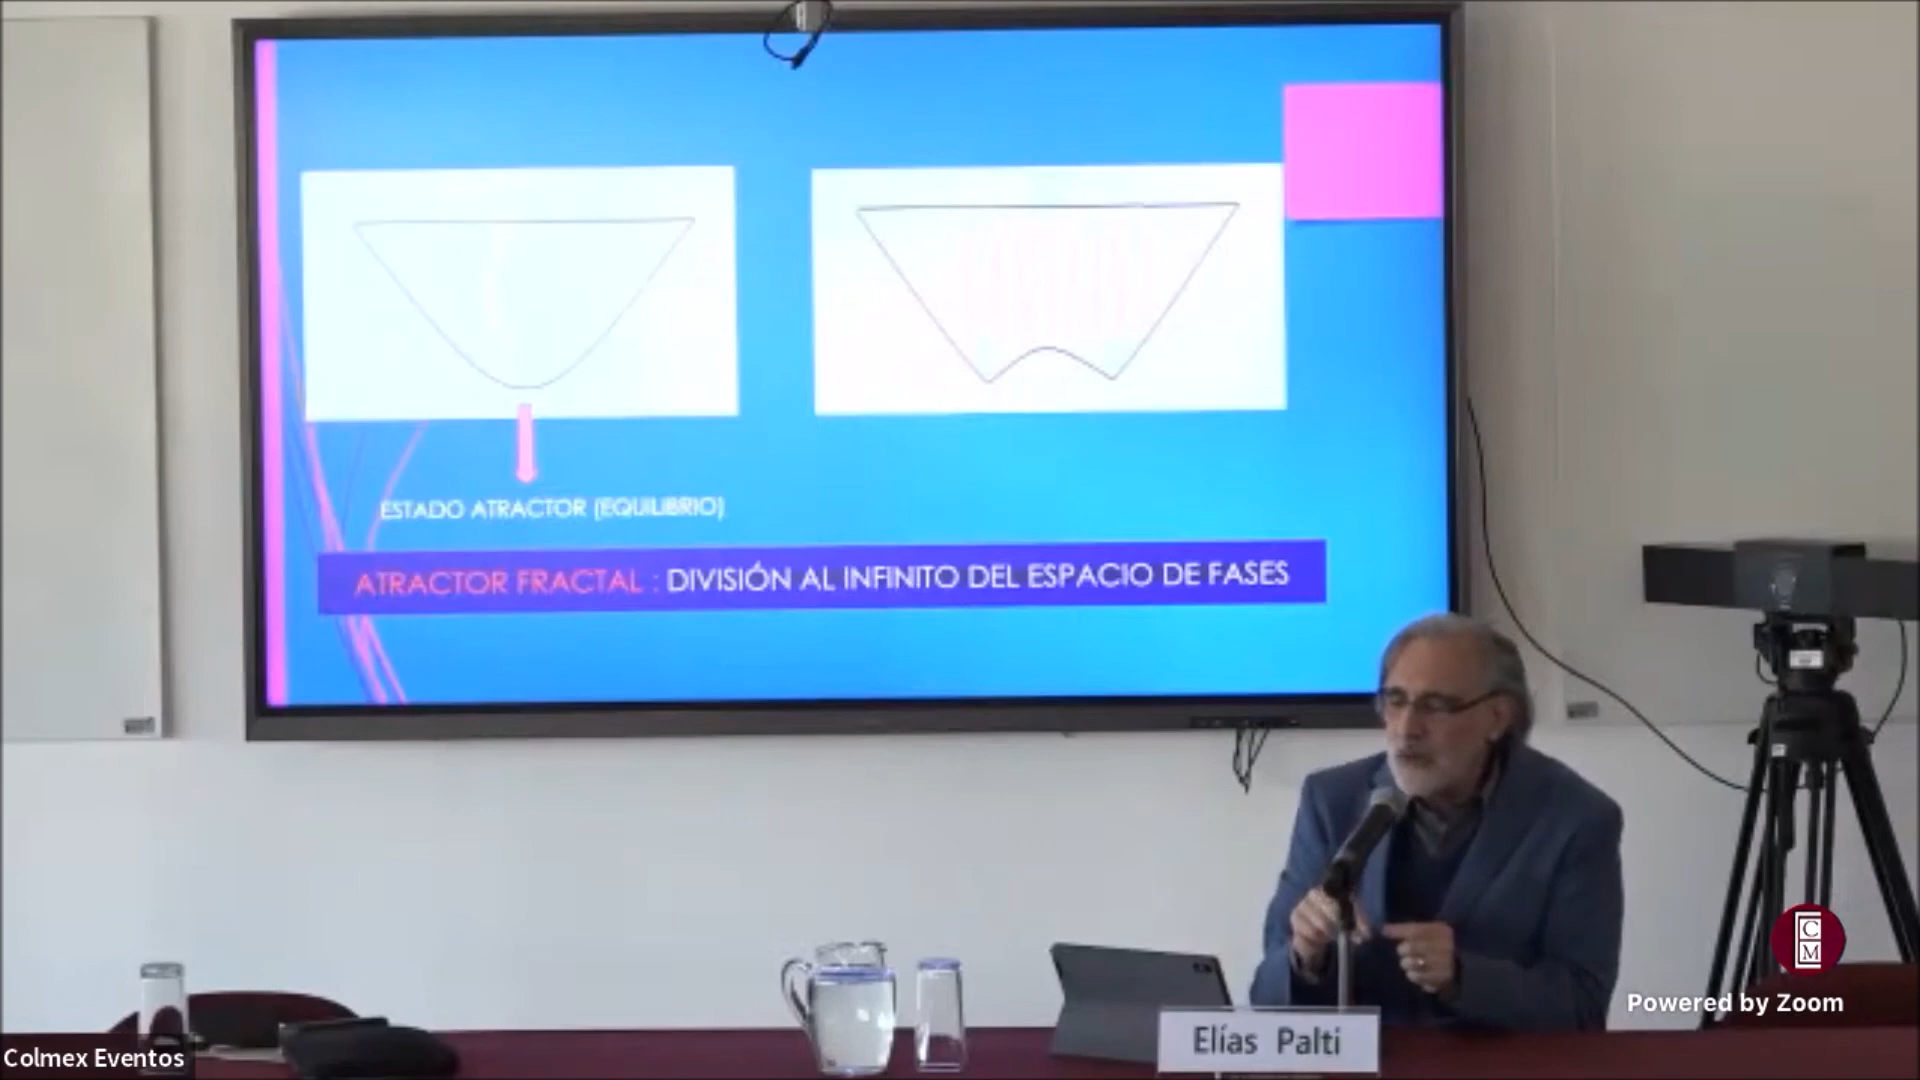 ESTADO ATRACTOR (EQUILIBRIO)
ATRACTOR FRACTAL : DIVISIÓN AL INFINITO DEL ESPACIO DE FASES
CM
Powered by Zoom
Elías Palti
Colmex Eventos